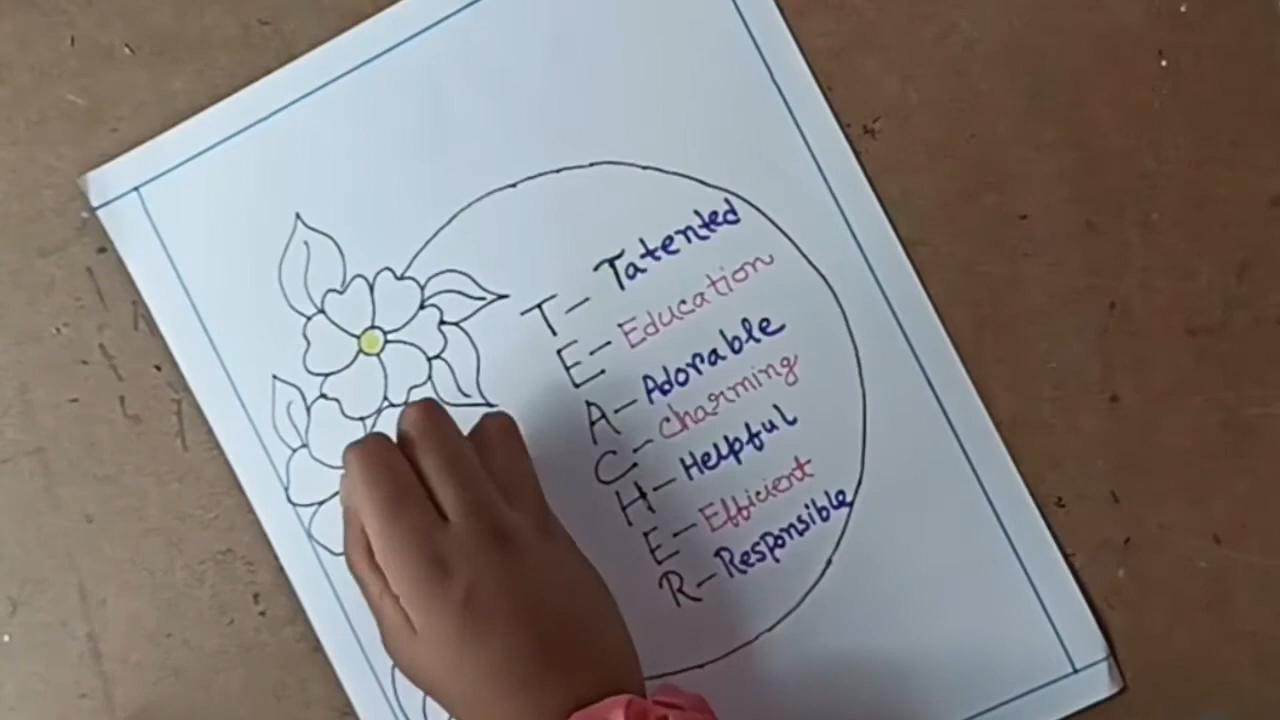 T- Tatented
E- Education
A- Adorable
C- charming
H- Helpful
E- Efficient
R- Responsible